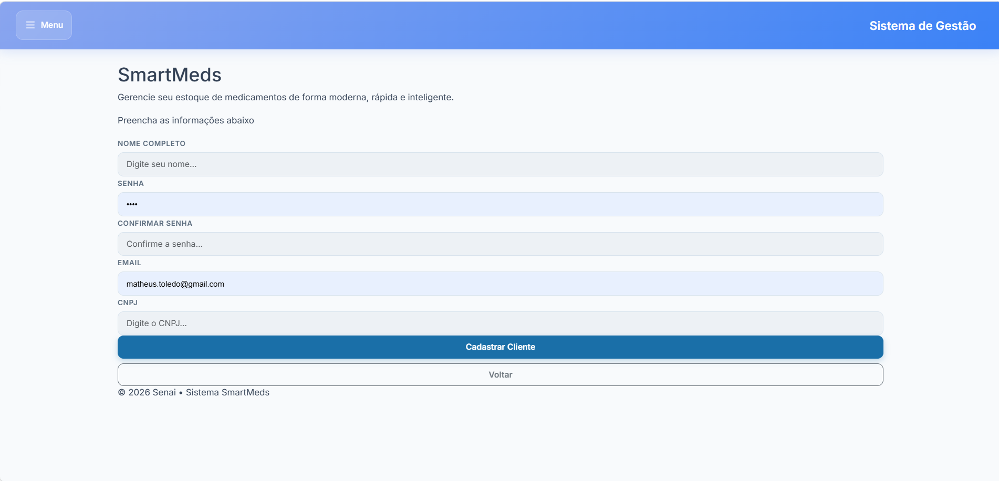 Menu
Sistema de Gestão
SmartMeds
Gerencie seu estoque de medicamentos de forma moderna, rápida e inteligente.
Preencha as informações abaixo
NOME COMPLETO
Digite seu nome...
SENHA
••••
CONFIRMAR SENHA
Confirme a senha...
EMAIL
matheus.toledo@gmail.com
CNPJ
Digite o CNPJ...
Cadastrar Cliente
Voltar
© 2026 Senai • Sistema SmartMeds